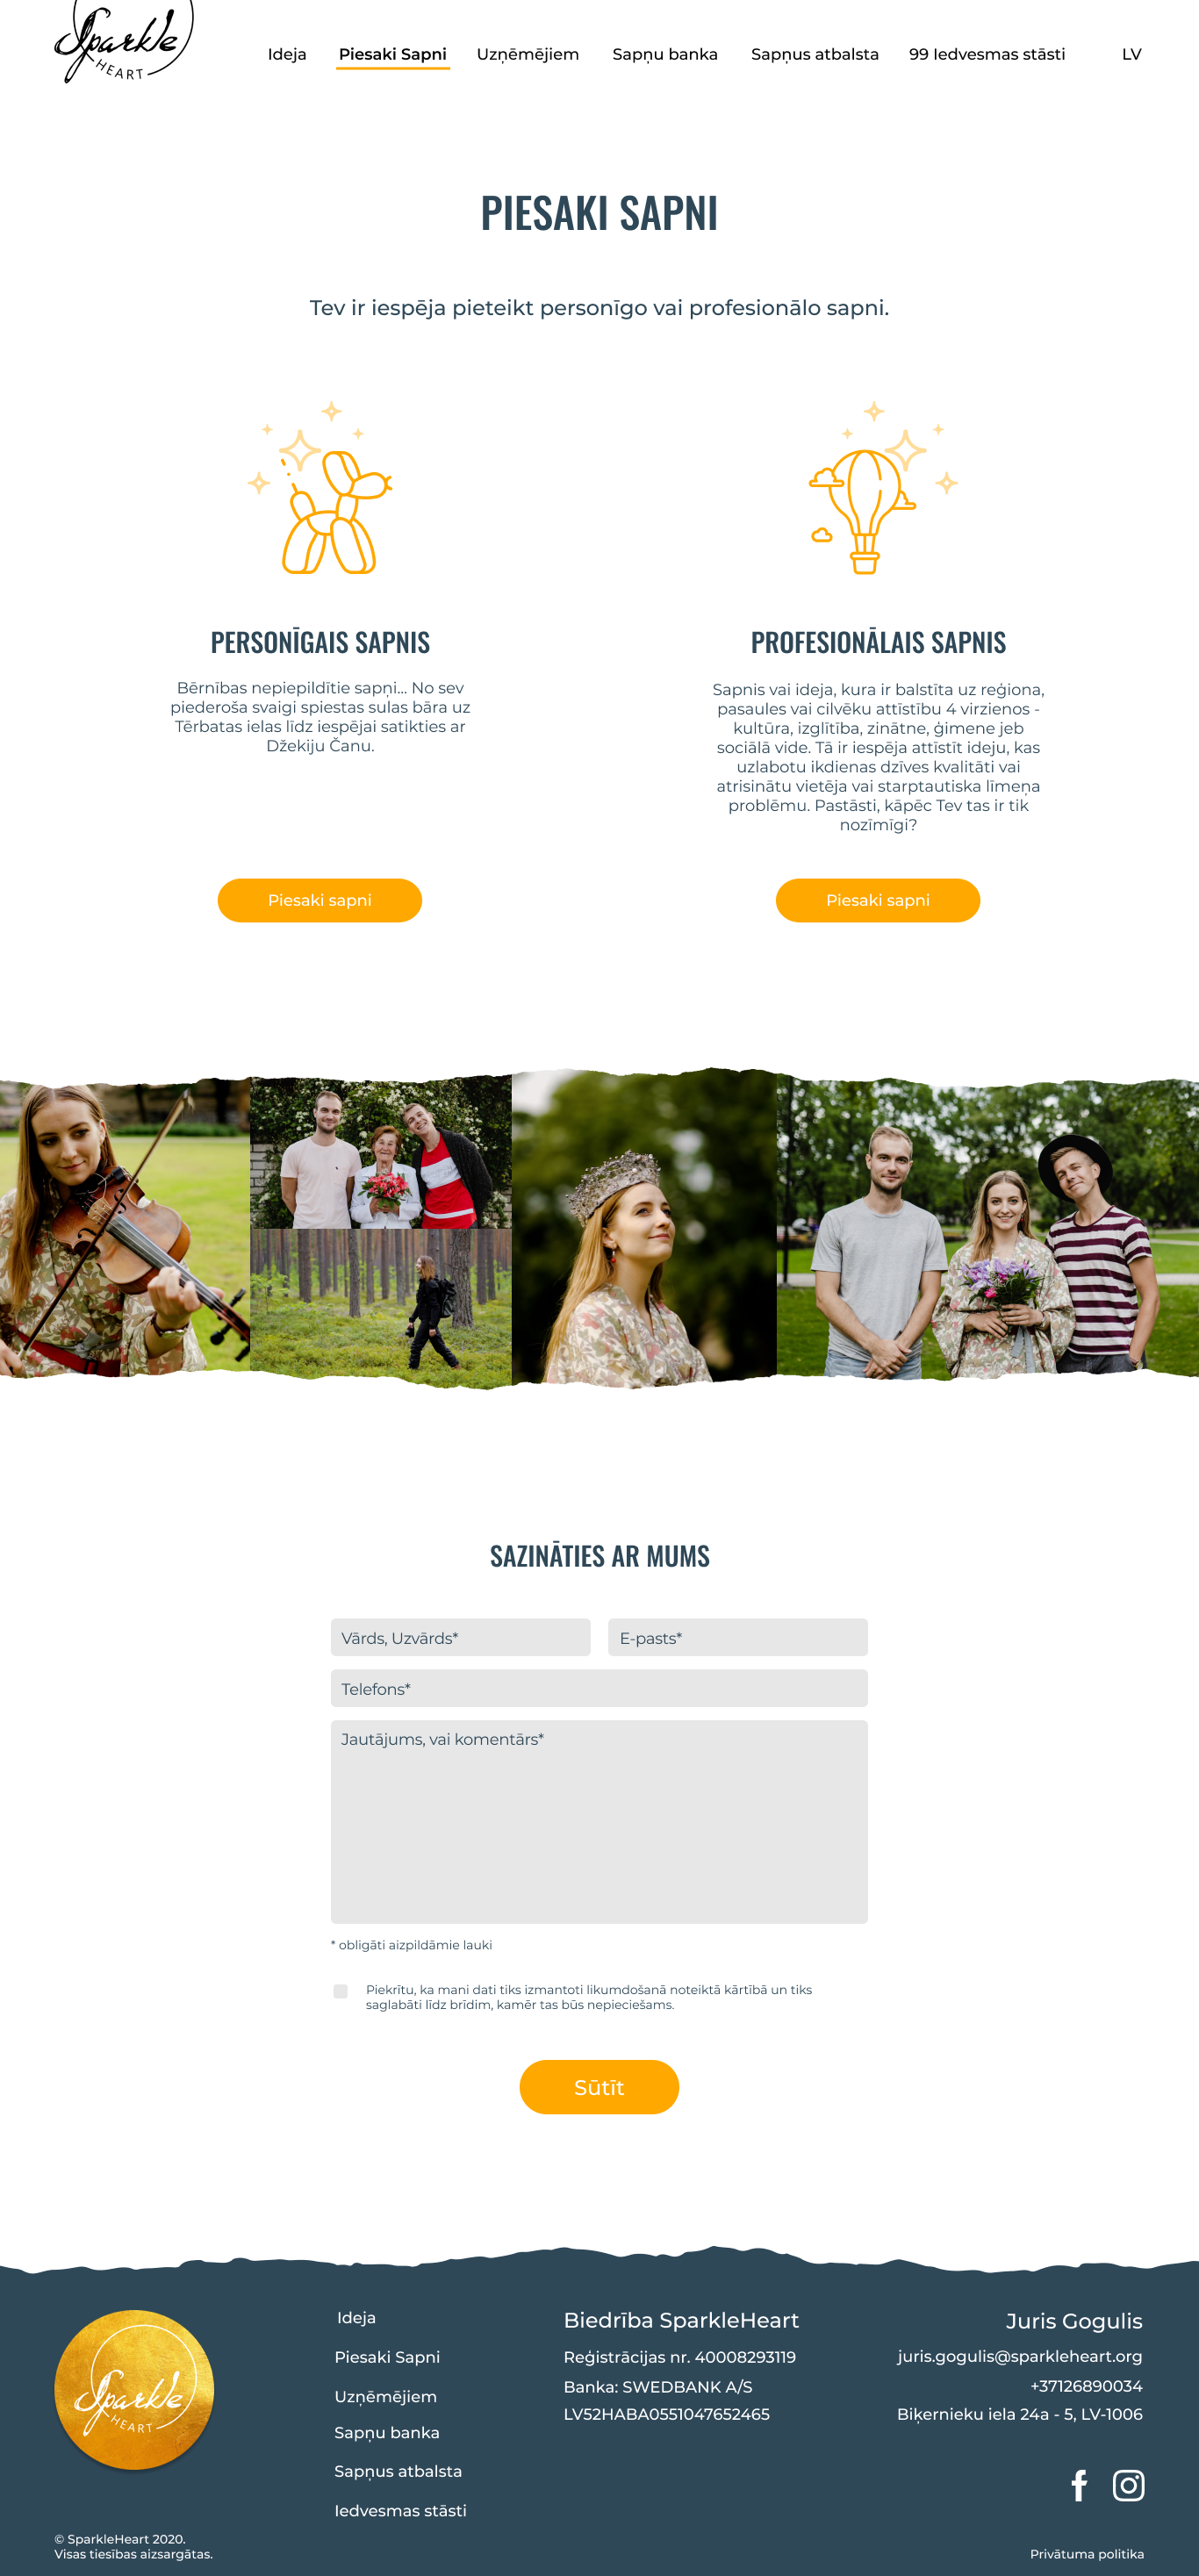 Sparkle
HEART
Ideja
Piesaki Sapni
Uzņēmējiem
Sapņu banka
Sapņus atbalsta
99 Iedvesmas stāsti
LV
PIESAKI SAPNI
Tev ir iespēja pieteikt personīgo vai profesionālo sapni.
PERSONĪGAIS SAPNIS
Bērnības nepiepildītie sapņi... No sev
piederoša svaigi spiestas sulas bāra uz
Tērbatas ielas līdz iespējai satikties ar
Džekiju Čanu.
Piesaki sapni
PROFESIONĀLAIS SAPNIS
Sapnis vai ideja, kura ir balstīta uz reģiona,
pasaules vai cilvēku attīstību 4 virzienos -
kultūra, izglītība, zinātne, ģimene jeb
sociālā vide. Tā ir iespēja attīstīt ideju, kas
uzlabotu ikdienas dzīves kvalitāti vai
atrisinātu vietēja vai starptautiska līmeņa
problēmu. Pastāsti, kāpēc Tev tas ir tik
nozīmīgi?
Piesaki sapni
SAZINĀTIES AR MUMS
Vārds, Uzvārds*
E-pasts*
Telefons*
Jautājums, vai komentārs*
* obligāti aizpildāmie lauki
Piekrītu, ka mani dati tiks izmantoti likumdošanā noteiktā kārtībā un tiks
saglabāti līdz brīdim, kamēr tas būs nepieciešams.
Sūtīt
Sparkle
HEART
Ideja
Piesaki Sapni
Uzņēmējiem
Sapņu banka
Sapņus atbalsta
Iedvesmas stāsti
Biedrība SparkleHeart
Reģistrācijas nr. 40008293119
Banka: SWEDBANK A/S
LV52HABA0551047652465
Juris Gogulis
juris.gogulis@sparkleheart.org
+37126890034
Biķernieku iela 24a - 5, LV-1006
© SparkleHeart 2020.
Visas tiesības aizsargātas.
Privātuma politika